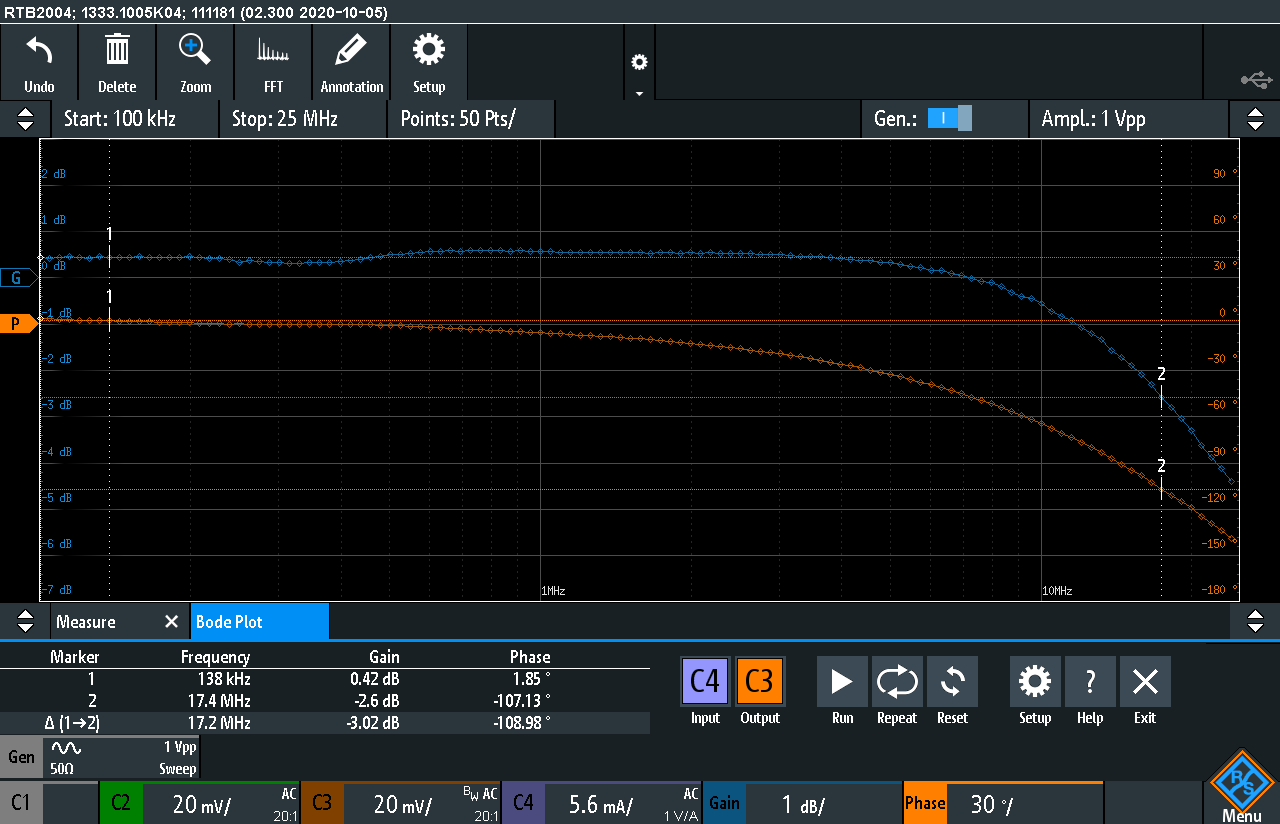 RTB2004; 1333.1005K04; 111181 (02.300 2020-10-05)
Undo Delete Zoom FFT Annotation Setup
Start: 100 kHz Stop: 25 MHz Points: 50 Pts/ Gen.: I Ampl.: 1 Vpp
2 dB 90 °
1 dB 60 °
1
0 dB 30 °
G
1
-1 dB 0 °
P
-2 dB -30 °
2
-3 dB -60 °
-4 dB -90 °
2
-5 dB -120 °
-6 dB -150 °
-7 dB 1MHz 10MHz -180 °
Measure Bode Plot
Marker Frequency Gain Phase
1 138 kHz 0.42 dB 1.85 °
2 17.4 MHz -2.6 dB -107.13 °
Δ (1→2) 17.2 MHz -3.02 dB -108.98 °
C4 C3
Input Output Run Repeat Reset Setup ? Help Exit
Gen 1 Vpp
50Ω Sweep
C1 C2 20 mV/ AC 20:1 C3 20 mV/ BW AC 20:1 C4 5.6 mA/ AC 1 V/A Gain 1 dB/ Phase 30 °/ R&S
Menu